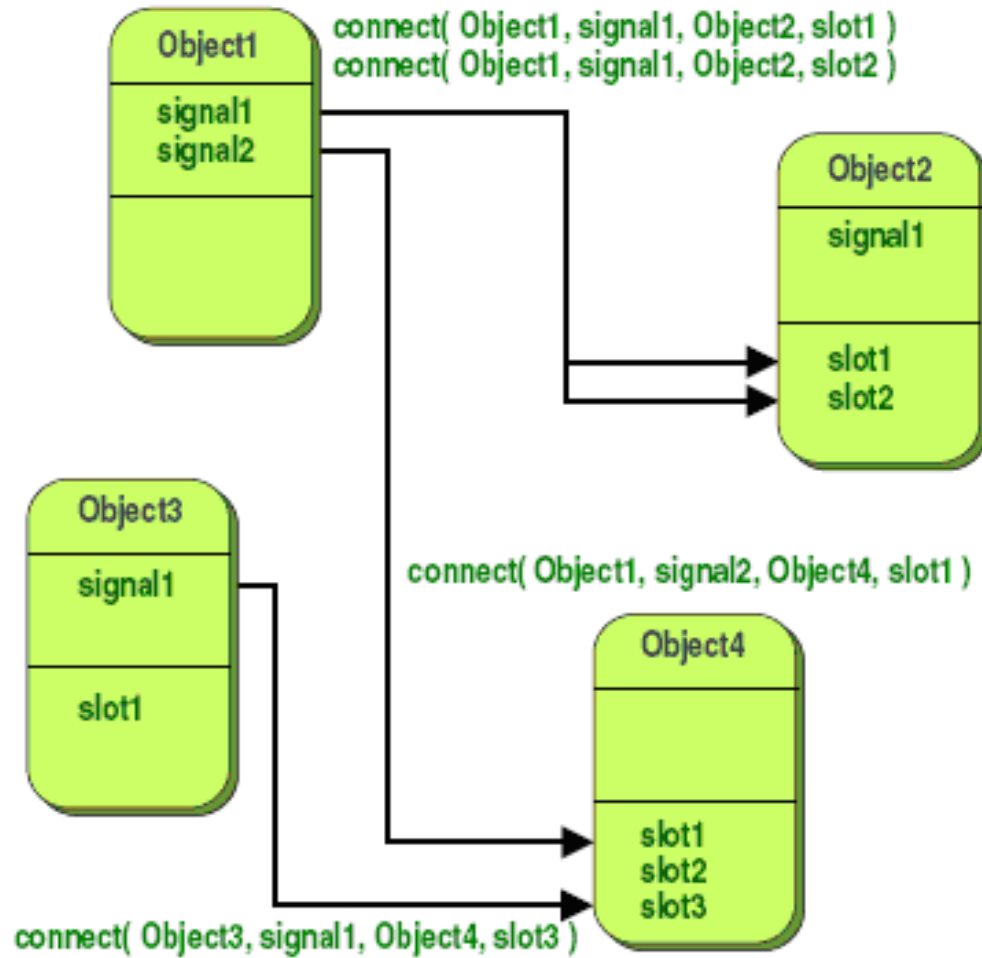 Object1
signal1
signal2
connect( Object1, signal1, Object2, slot1 )
connect( Object1, signal1, Object2, slot2 )
Object2
signal1
slot1
slot2
Object3
signal1
slot1
connect( Object1, signal2, Object4, slot1 )
Object4
slot1
slot2
slot3
connect( Object3, signal1, Object4, slot3 )